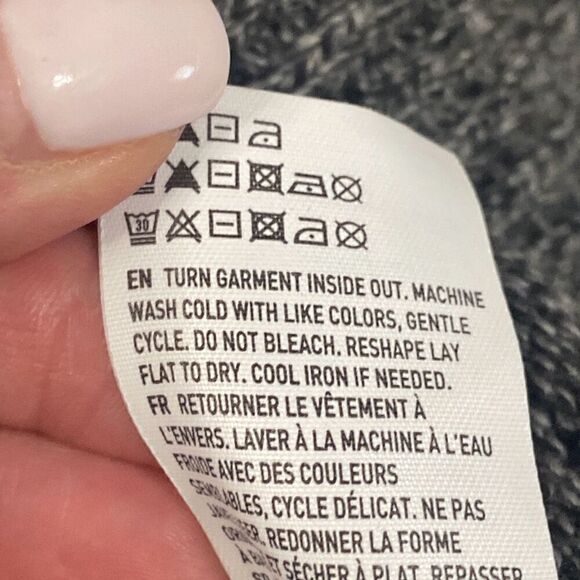 30
EN TURN GARMENT INSIDE OUT. MACHINE
WASH COLD WITH LIKE COLORS, GENTLE
CYCLE. DO NOT BLEACH. RESHAPE LAY
FLAT TO DRY. COOL IRON IF NEEDED.
FR RETOURNER LE VÊTEMENT À
L'ENVERS. LAVER À LA MACHINE À L'EAU
FROIDE AVEC DES COULEURS
CYCLE DÉLICAT. NE PAS
REDONNER LA FORME
SÉCHER À PLAT. REPASSER